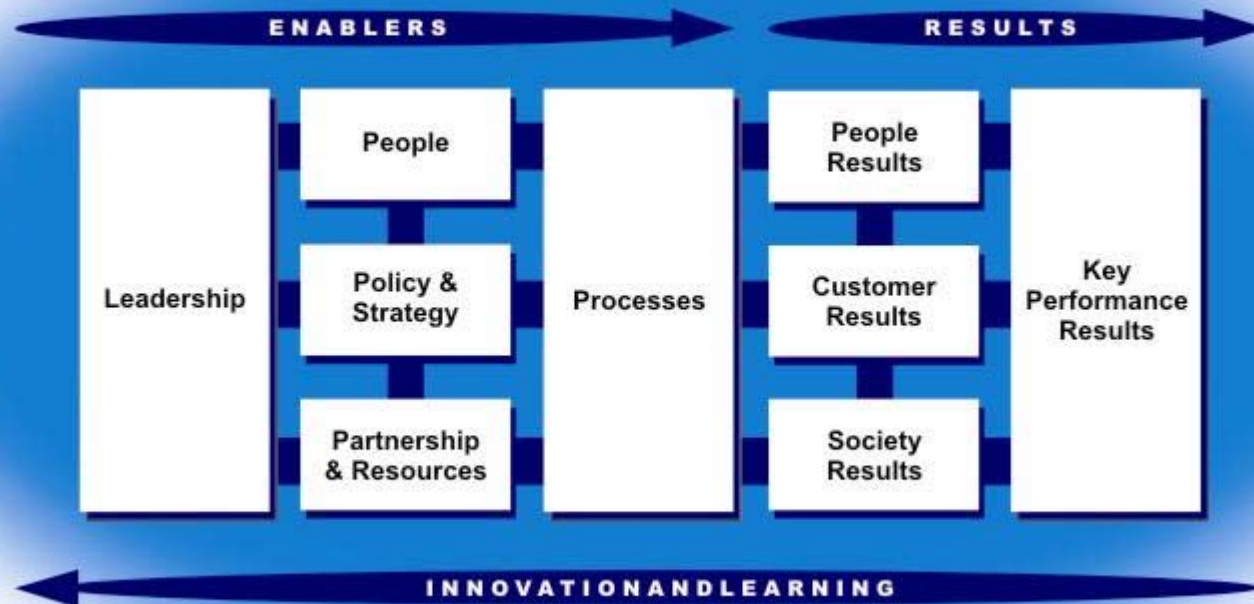 ENABLERS
RESULTS
Leadership
People
Policy &
Strategy
Partnership
& Resources
Processes
People
Results
Customer
Results
Society
Results
Key
Performance
Results
INNOVATIONANDLEARNING